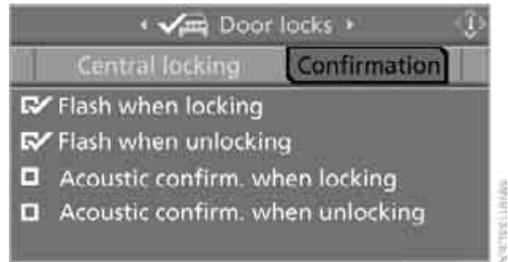 Door locks
Central locking
Confirmation
Flash when locking
Flash when unlocking
Acoustic confirm. when locking
Acoustic confirm. when unlocking